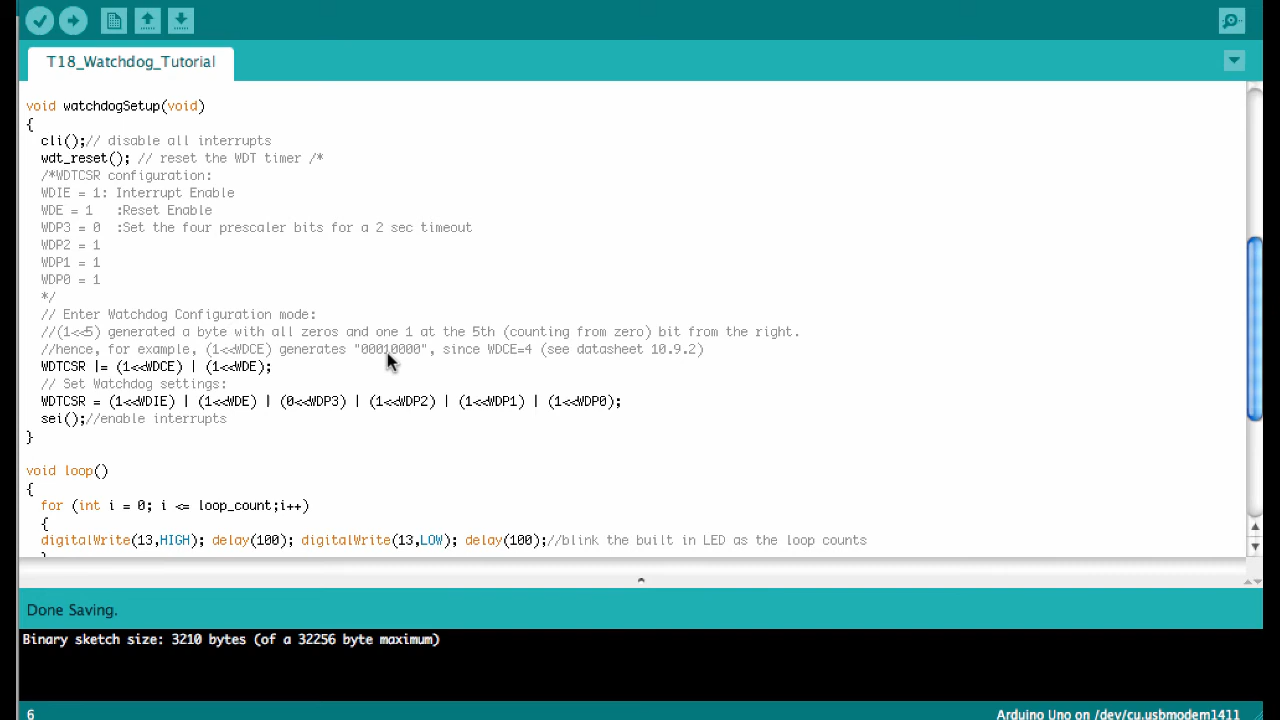 T18_Watchdog_Tutorial
void watchdogSetup(void)
{
cli();// disable all interrupts
wdt_reset(); // reset the WDT timer /*
/*WDTCSR configuration:
WDIE = 1: Interrupt Enable
WDE = 1  :Reset Enable
WDP3 = 0  :Set the four prescaler bits for a 2 sec timeout
WDP2 = 1
WDP1 = 1
WDP0 = 1
*/
// Enter Watchdog Configuration mode:
//(1<<5) generated a byte with all zeros and one 1 at the 5th (counting from zero) bit from the right.
//hence, for example, (1<<WDCE) generates "00010000", since WDCE=4 (see datasheet 10.9.2)
WDTCSR |= (1<<WDCE) | (1<<WDE);
// Set Watchdog settings:
WDTCSR = (1<<WDIE) | (1<<WDE) | (0<<WDP3) | (1<<WDP2) | (1<<WDP1) | (1<<WDP0);
sei();//enable interrupts
}
void loop()
{
for (int i = 0; i <= loop_count;i++)
{
digitalWrite(13,HIGH); delay(100); digitalWrite(13,LOW); delay(100);//blink the built in LED as the loop counts
Done Saving.
Binary sketch size: 3210 bytes (of a 32256 byte maximum)
6
Arduino Uno on /dev/cu.usbmodem1411